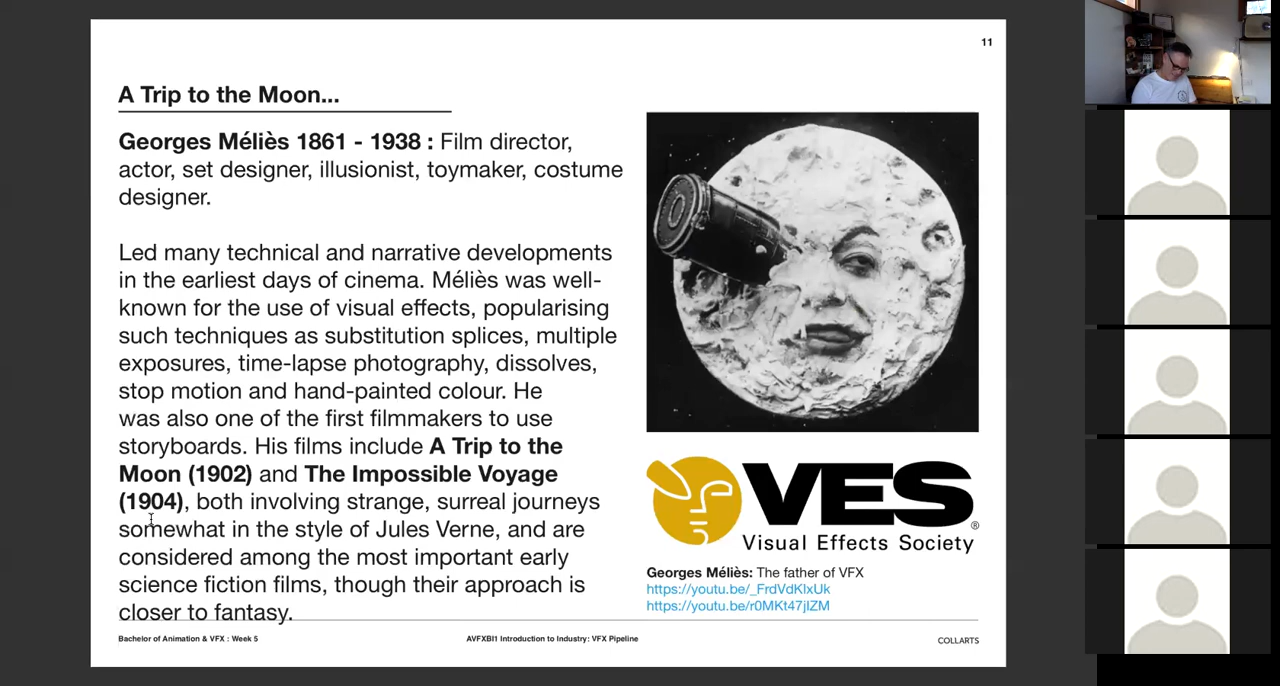 11
A Trip to the Moon...
Georges Méliès 1861 - 1938 : Film director,
actor, set designer, illusionist, toymaker, costume
designer.
Led many technical and narrative developments
in the earliest days of cinema. Méliès was well-
known for the use of visual effects, popularising
such techniques as substitution splices, multiple
exposures, time-lapse photography, dissolves,
stop motion and hand-painted colour. He
was also one of the first filmmakers to use
storyboards. His films include A Trip to the
Moon (1902) and The Impossible Voyage
(1904), both involving strange, surreal journeys
somewhat in the style of Jules Verne, and are
considered among the most important early
science fiction films, though their approach is
closer to fantasy.
VES®
Visual Effects Society
Georges Méliès: The father of VFX
https://youtu.be/_FrdVdKlxUk
https://youtu.be/r0MKt47jIZM
Bachelor of Animation & VFX : Week 5
AVFXBI1 Introduction to Industry: VFX Pipeline
COLLARTS